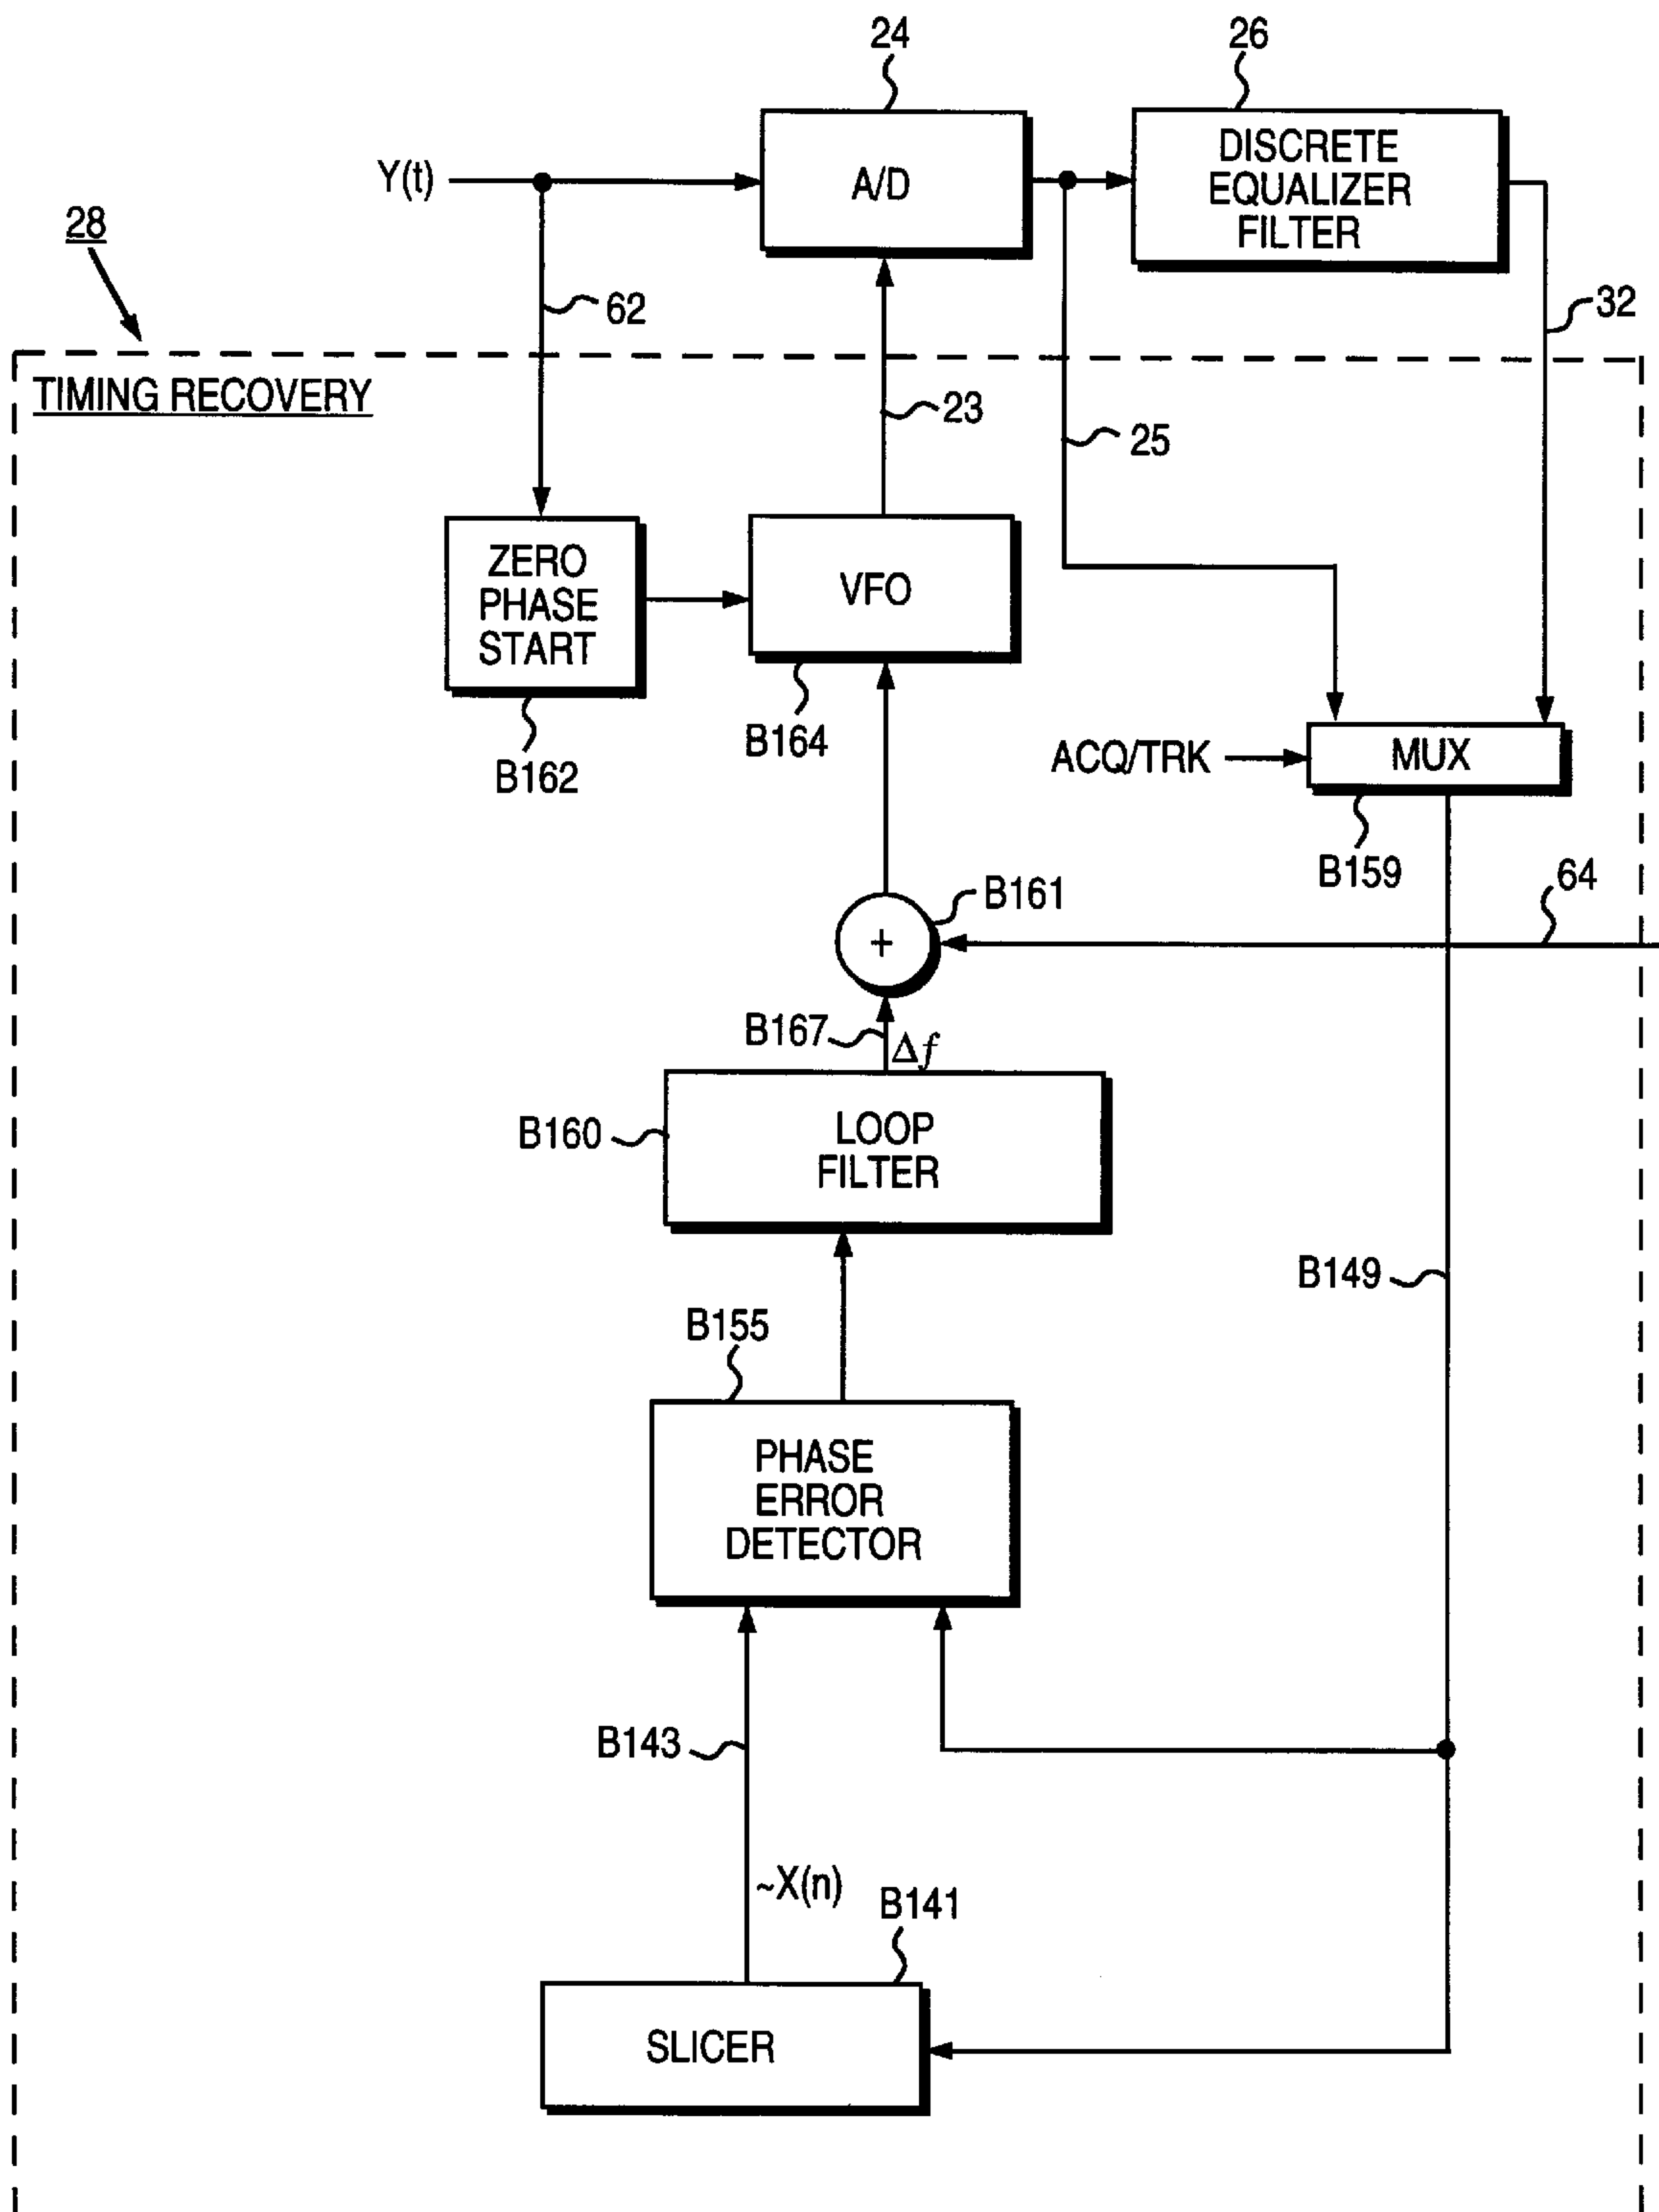 24
26
Y(t)
A/D
DISCRETE
EQUALIZER
FILTER
28
62
32
TIMING RECOVERY
23
25
ZERO
PHASE
START
VFO
B164
B162
ACQ/TRK
MUX
B159
64
B161
+
B167
Δf
B160
LOOP
FILTER
B149
B155
PHASE
ERROR
DETECTOR
B143
~X(n)
B141
SLICER